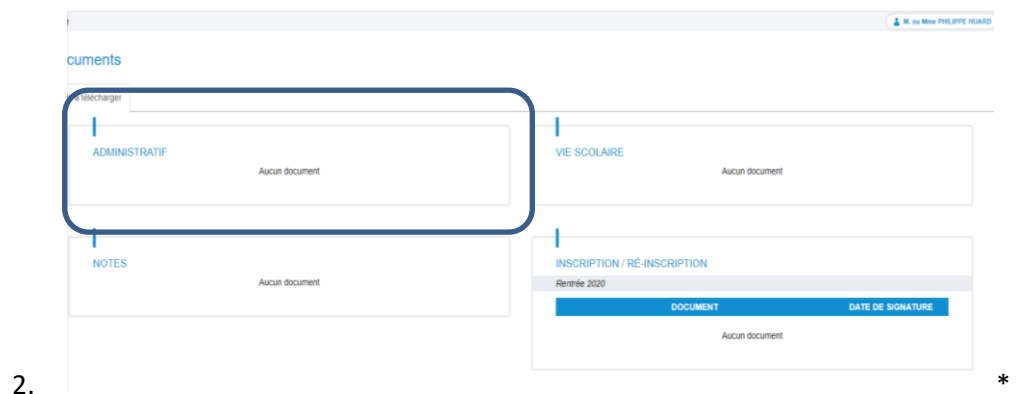 M. ou Mme PHILIPPE HUARD
cuments
télécharger
ADMINISTRATIF
Aucun document
VIE SCOLAIRE
Aucun document
NOTES
Aucun document
INSCRIPTION / RÉ-INSCRIPTION
Rentrée 2020
DOCUMENT DATE DE SIGNATURE
Aucun document
2. *